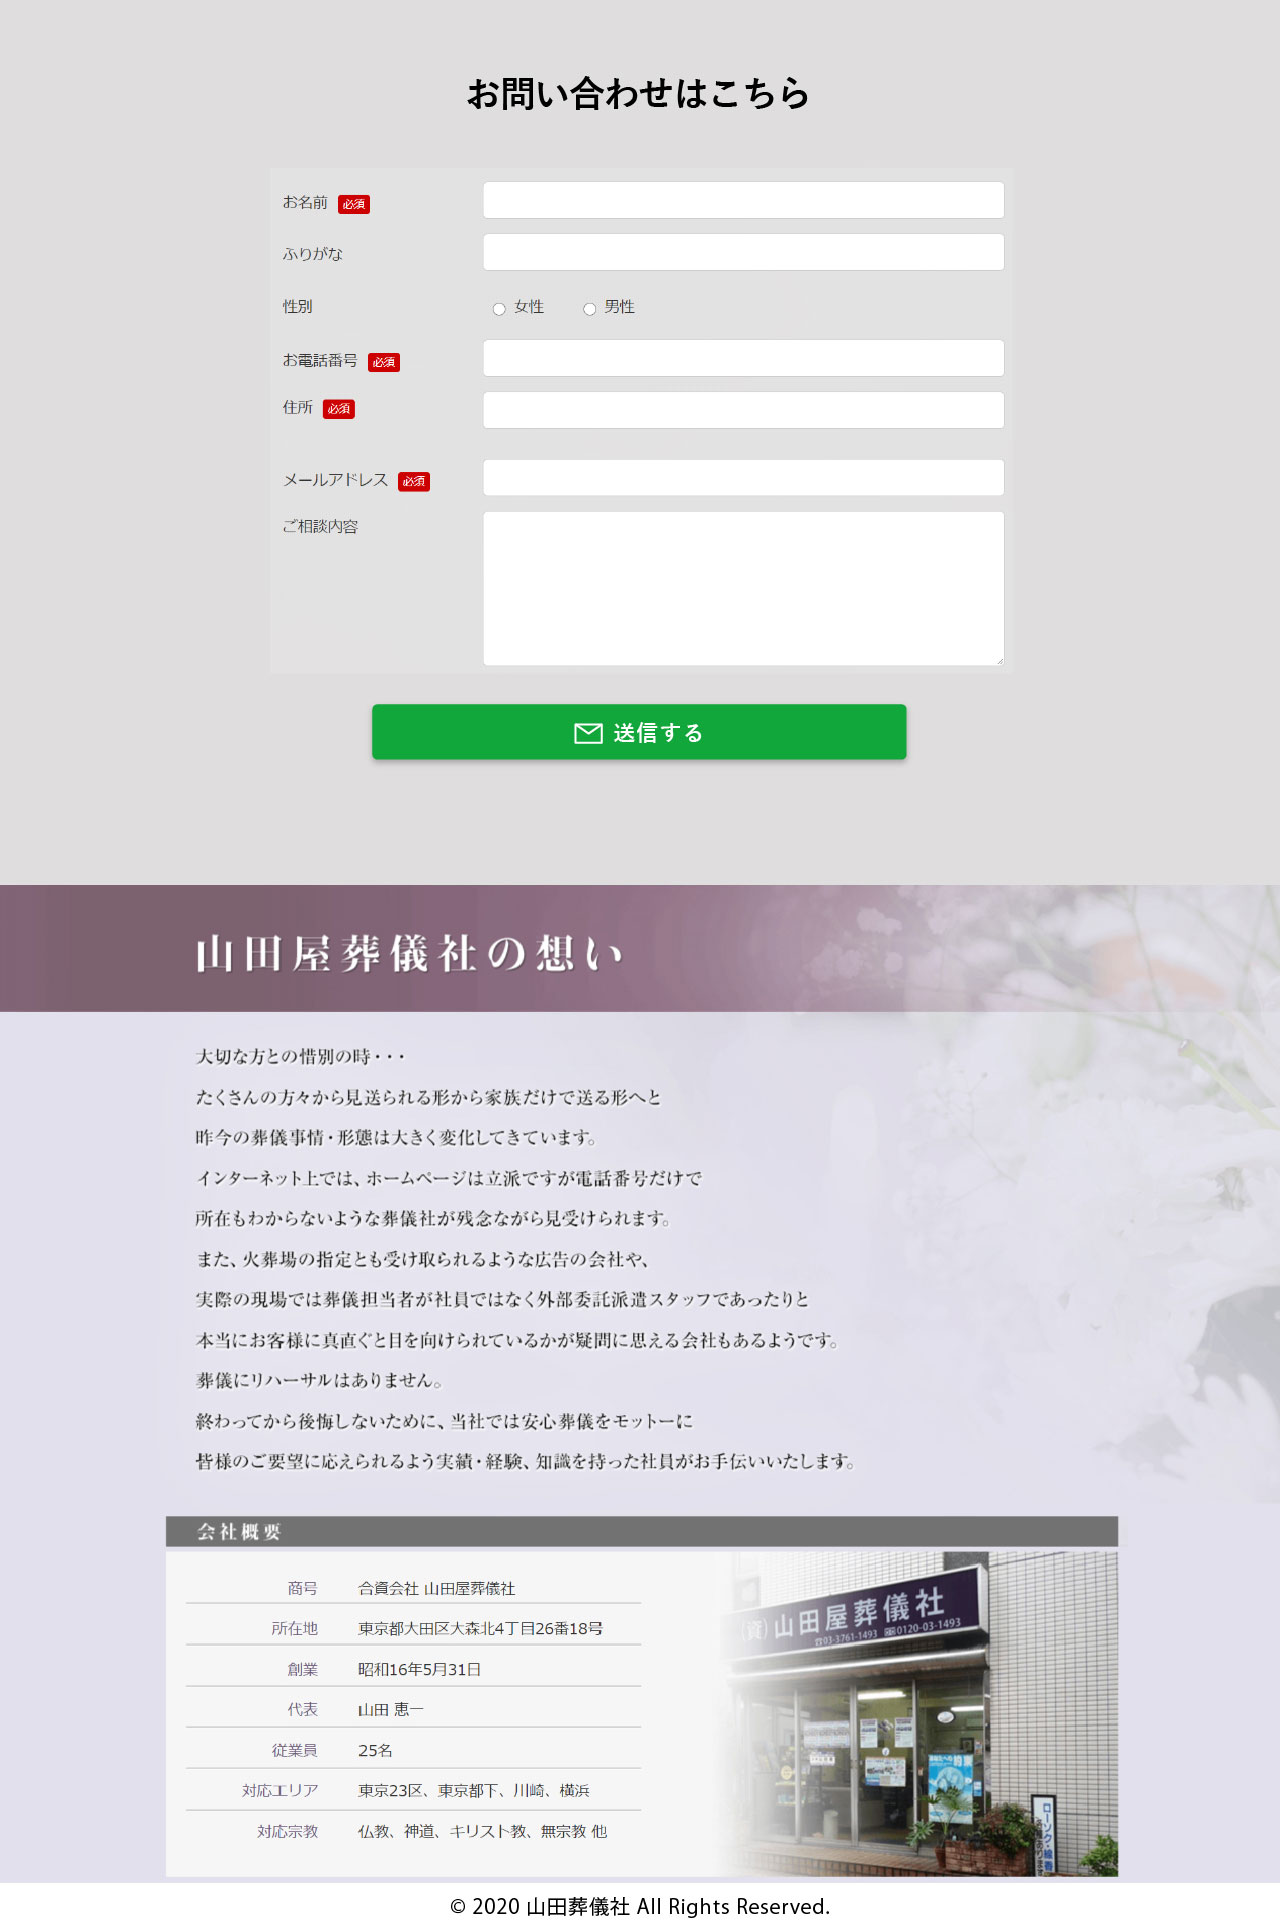 お問い合わせはこちら
お名前 必須
ふりがな
性別 女性 男性
お電話番号 必須
住所 必須
メールアドレス 必須
ご相談内容
送信する
山田屋葬儀社の想い
大切な方との惜別の時・・・
たくさんの方々から見送られる形から家族だけで送る形へと
昨今の葬儀事情・形態は大きく変化してきています。
インターネット上では、ホームページは立派ですが電話番号だけで
所在もわからないような葬儀社が残念ながら見受けられます。
また、火葬場の指定とも受け取られるような広告の会社や、
実際の現場では葬儀担当者が社員ではなく外部委託派遣スタッフであったりと
本当にお客様に真直ぐと目を向けられているかが疑問に思える会社もあるようです。
葬儀にリハーサルはありません。
終わってから後悔しないために、当社では安心葬儀をモットーに
皆様のご要望に応えられるよう実績・経験、知識を持った社員がお手伝いいたします。
会社概要
商号 合資会社 山田屋葬儀社
所在地 東京都大田区大森北4丁目26番18号
創業 昭和16年5月31日
代表 山田 恵一
従業員 25名
対応エリア 東京23区、東京都下、川崎、横浜
対応宗教 仏教、神道、キリスト教、無宗教 他
(資)山田屋葬儀社
☎03-3761-1493 0120-03-1493
ローソク・線香
© 2020 山田葬儀社 All Rights Reserved.